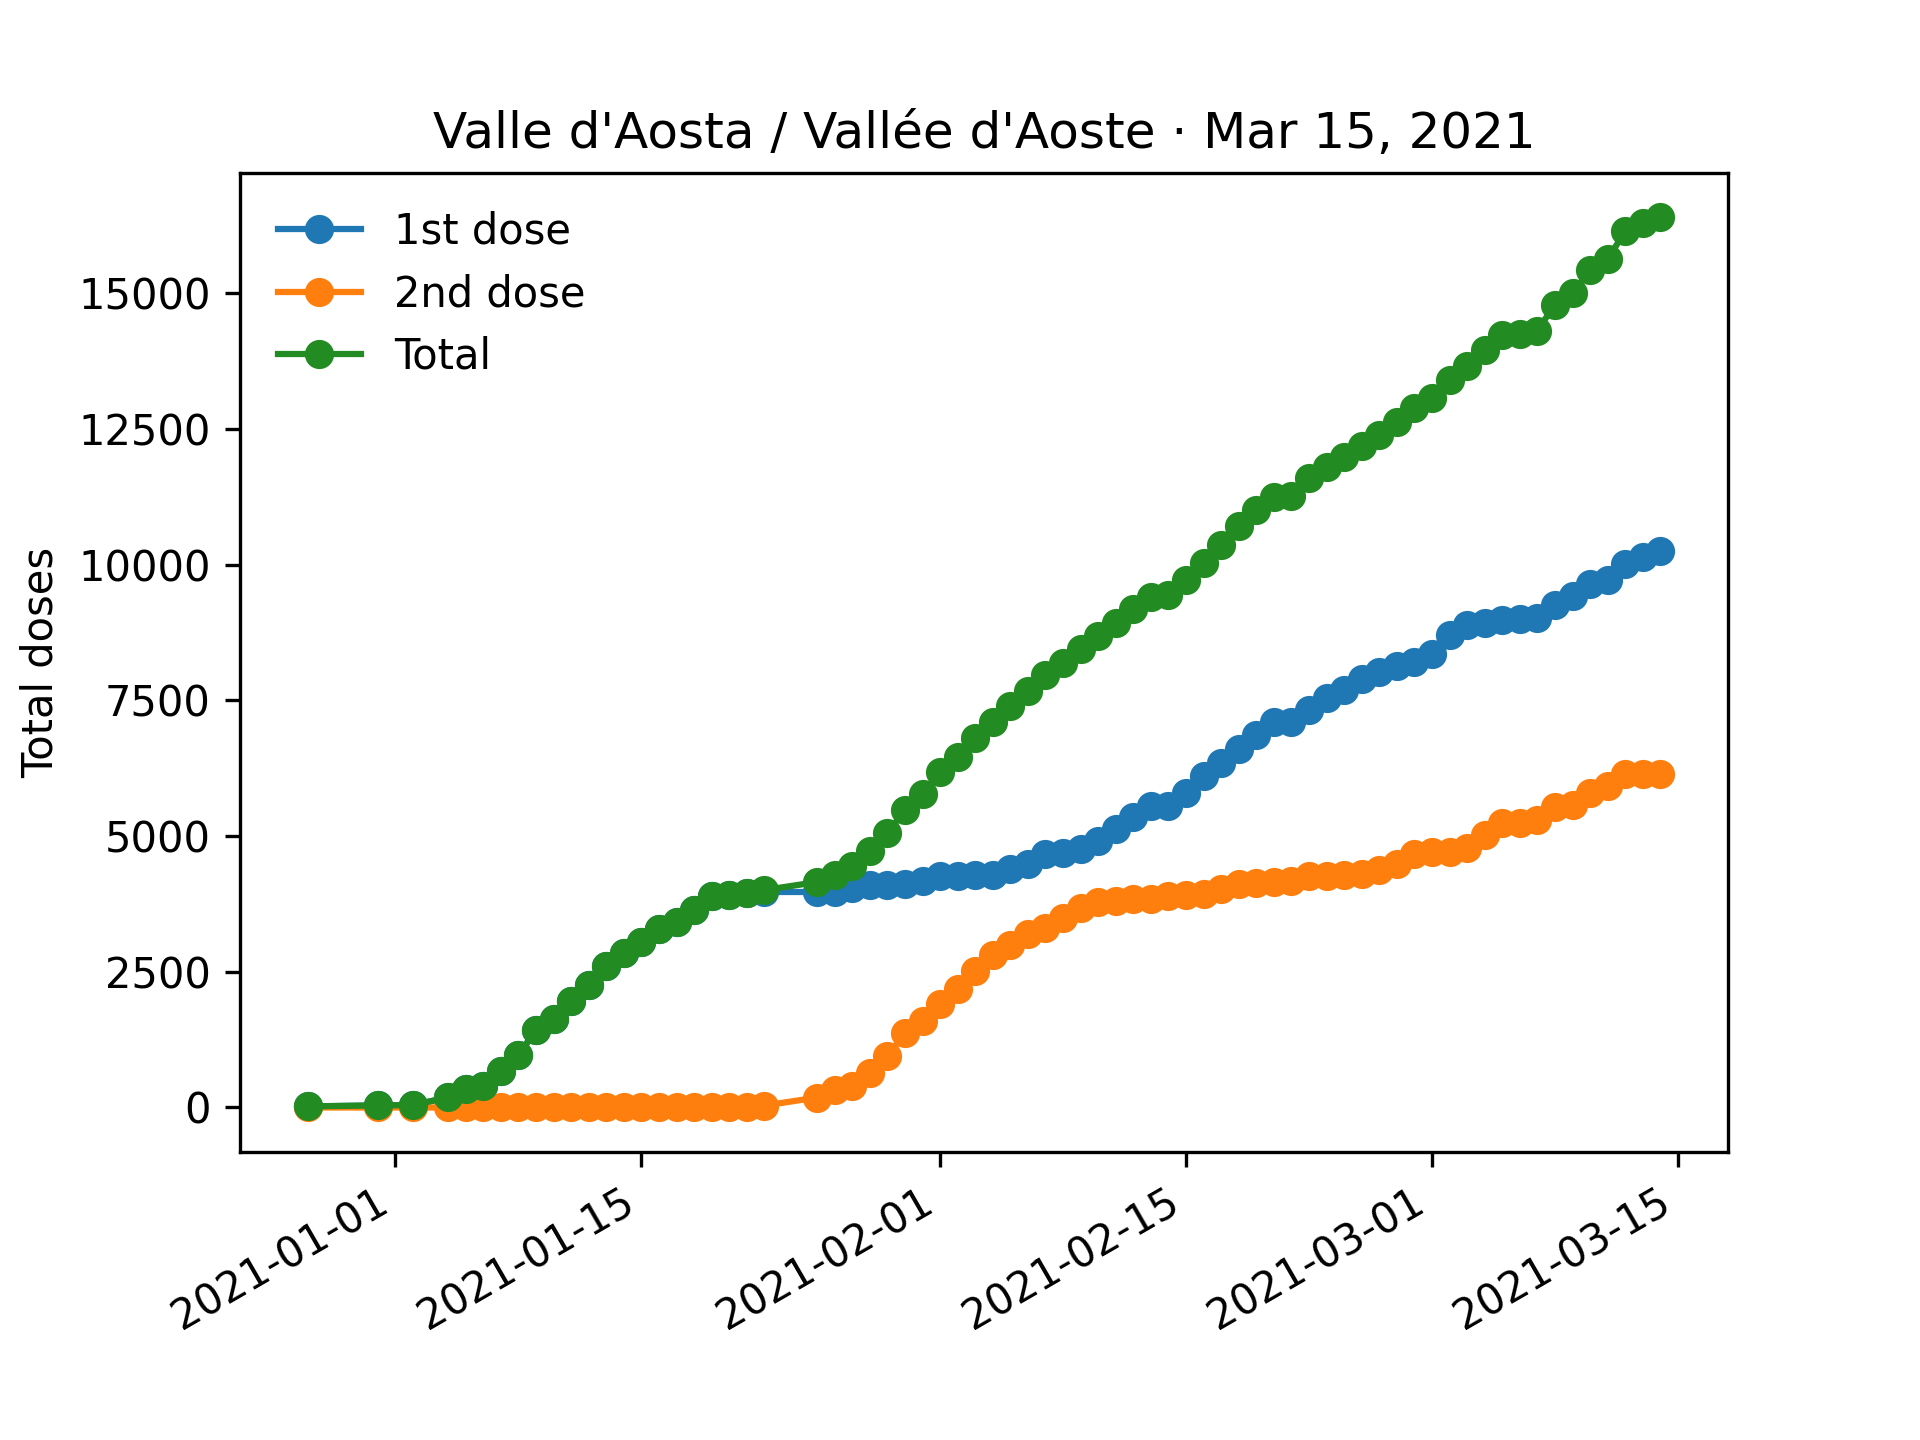 Valle d'Aosta / Vallée d'Aoste · Mar 15, 2021
1st dose
2nd dose
Total
Total doses
15000
12500
10000
7500
5000
2500
0
2021-01-01
2021-01-15
2021-02-01
2021-02-15
2021-03-01
2021-03-15